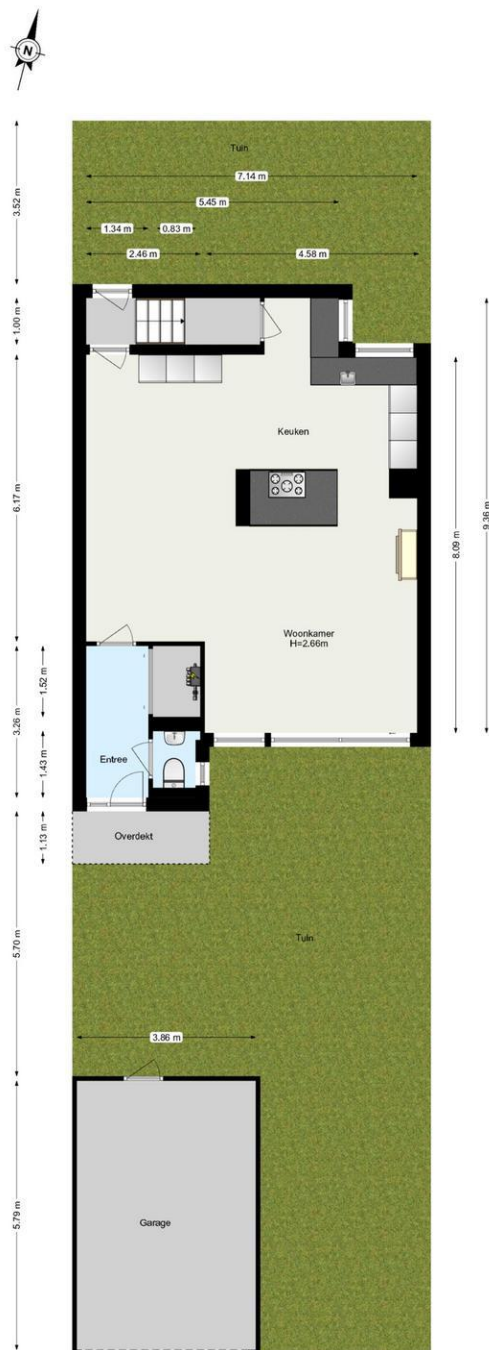 N
Tuin
7.14 m
5.45 m
1.34 m
0.83 m
2.46 m
4.58 m
3.52 m
1.00 m
6.17 m
Keuken
8.09 m
9.36 m
Woonkamer
H=2.66m
1.52 m
3.26 m
1.43 m
Entree
1.13 m
Overdekt
5.70 m
Tuin
3.86 m
5.79 m
Garage